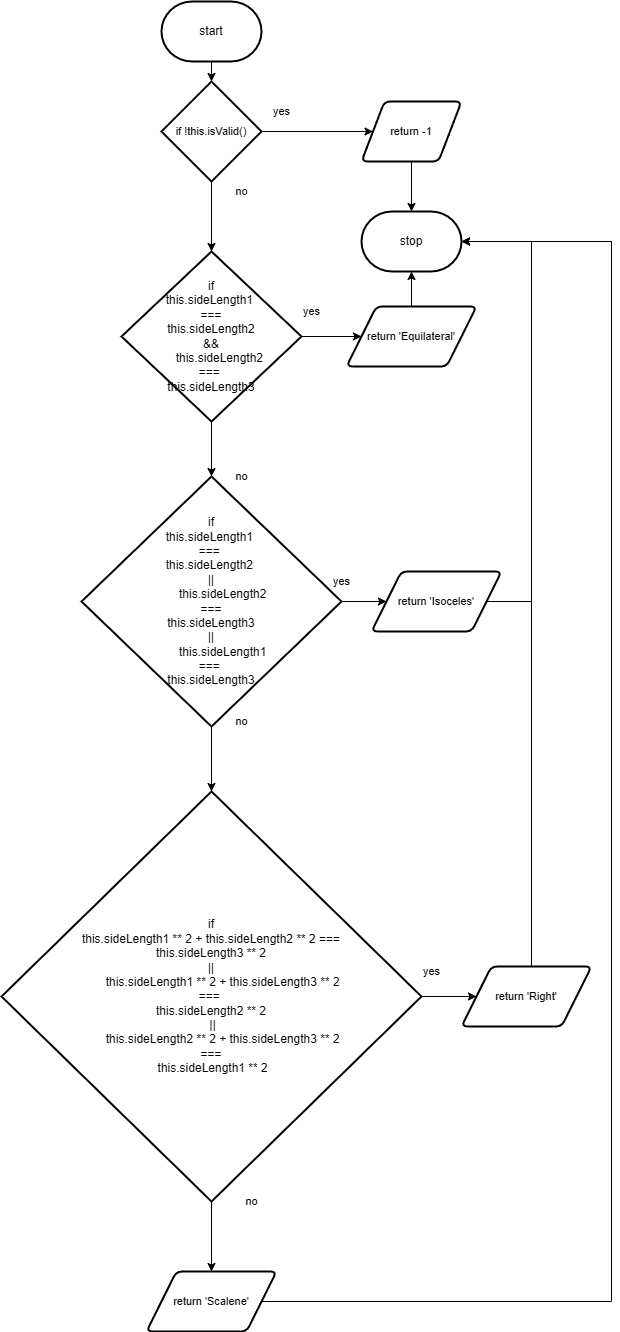 start
if !this.isValid()
yes
return -1
no
stop
if
this.sideLength1
===
this.sideLength2
&&
this.sideLength2
===
this.sideLength3
yes
return 'Equilateral'
no
if
this.sideLength1
===
this.sideLength2
||
this.sideLength2
===
this.sideLength3
||
this.sideLength1
===
this.sideLength3
yes
return 'Isoceles'
no
if
this.sideLength1 ** 2 + this.sideLength2 ** 2 ===
this.sideLength3 ** 2
||
this.sideLength1 ** 2 + this.sideLength3 ** 2
===
this.sideLength2 ** 2
||
this.sideLength2 ** 2 + this.sideLength3 ** 2
===
this.sideLength1 ** 2
yes
return 'Right'
no
return 'Scalene'